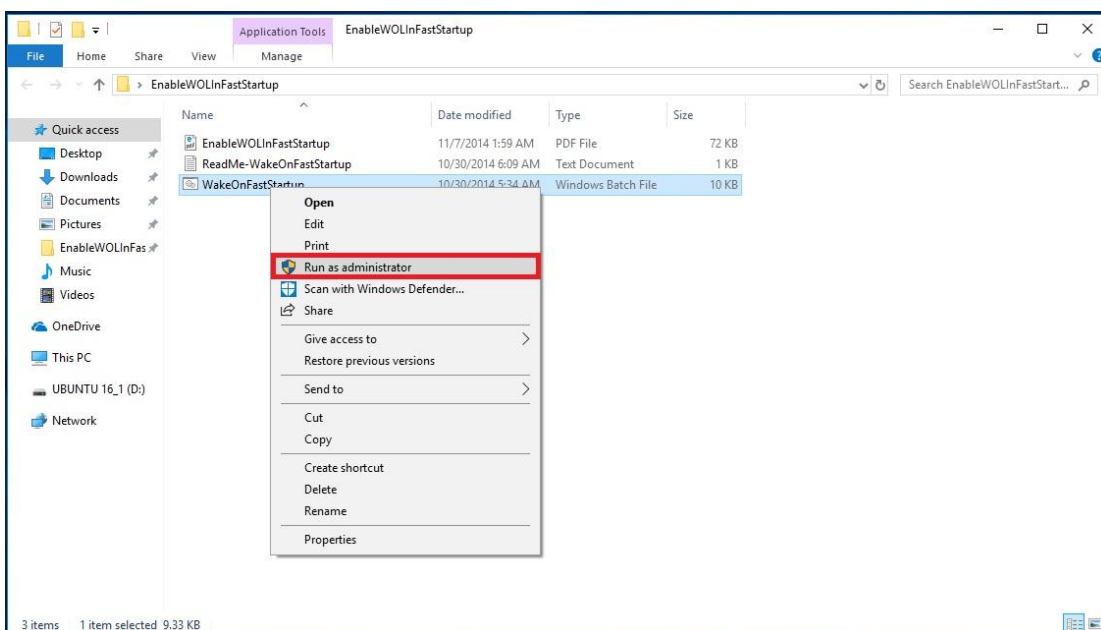 Application Tools EnableWOLInFastStartup
File Home Share View Manage
EnableWOLInFastStartup Search EnableWOLInFastStart...
Name Date modified Type Size
Quick access
EnableWOLInFastStartup 11/7/2014 1:59 AM PDF File 72 KB
Desktop
ReadMe-WakeOnFastStartup 10/30/2014 6:09 AM Text Document 1 KB
Downloads
WakeOnFastStartup 10/30/2014 5:34 AM Windows Batch File 10 KB
Documents
Open
Pictures
Edit
Print
EnableWOLInFas
Run as administrator
Music
Scan with Windows Defender...
Videos
Share
OneDrive
Give access to
This PC
Restore previous versions
UBUNTU 16_1 (D:)
Send to
Network
Cut
Copy
Create shortcut
Delete
Rename
Properties
3 items 1 item selected 9.33 KB